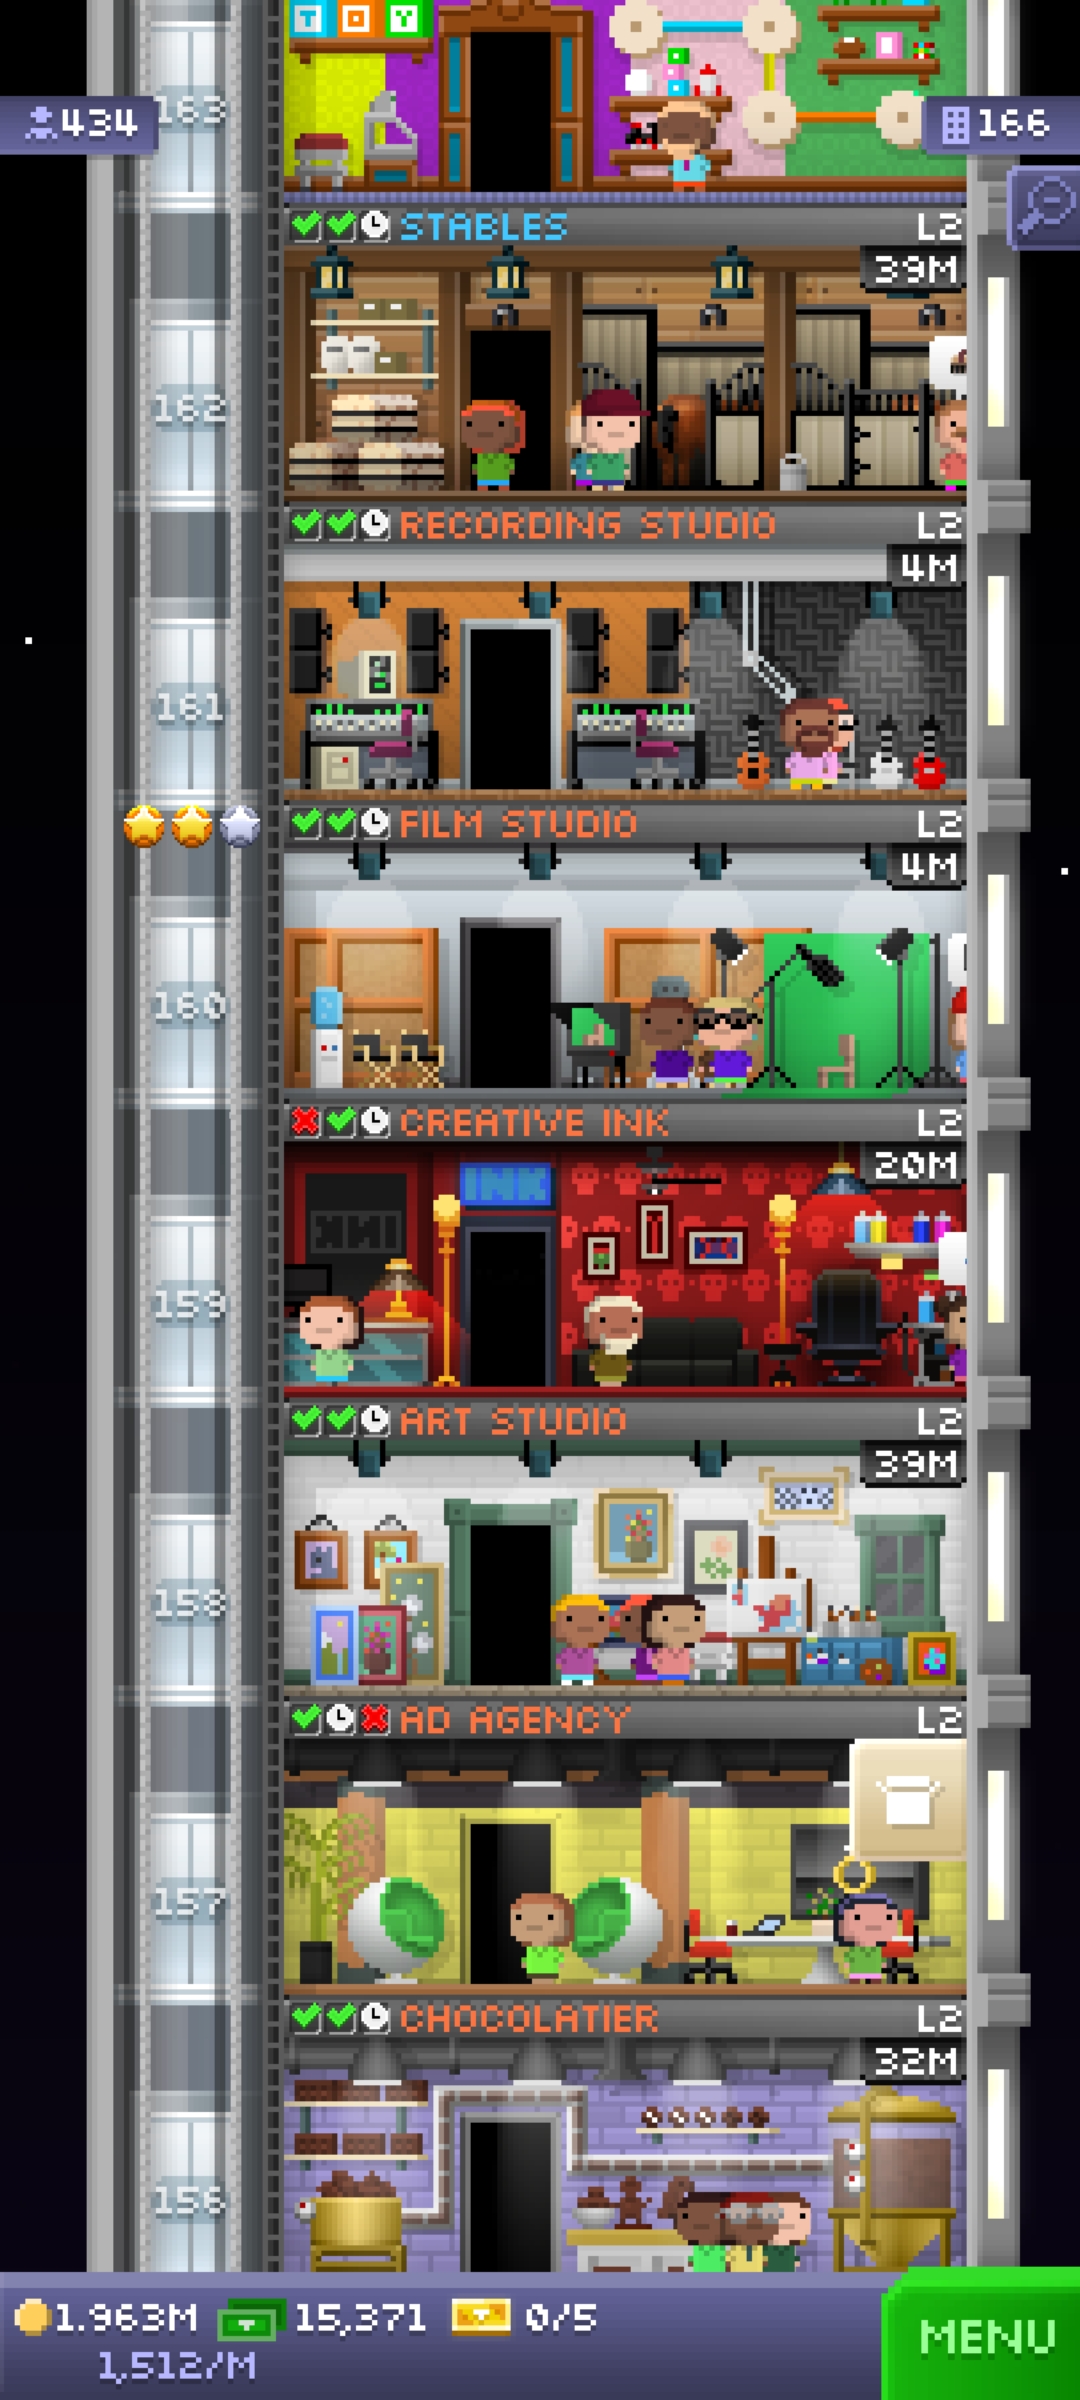 T O Y
163
434
166
STABLES L2
39M
162
RECORDING STUDIO L2
4M
161
FILM STUDIO L2
4M
160
CREATIVE INK L2
20M
INK
159
ART STUDIO L2
39M
158
AD AGENCY L2
157
CHOCOLATIER L2
32M
156
1.963M 15,371 0/5
1,512/M
MENU